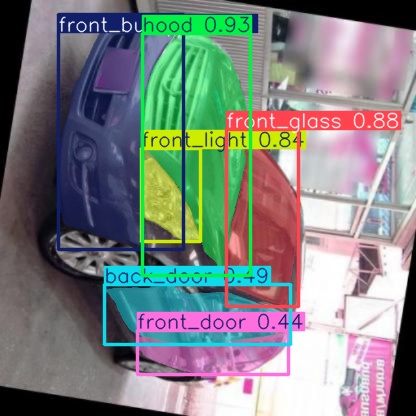 front_bu
hood 0.93
front_glass 0.88
front_light 0.84
back_door 0.49
front_door 0.44